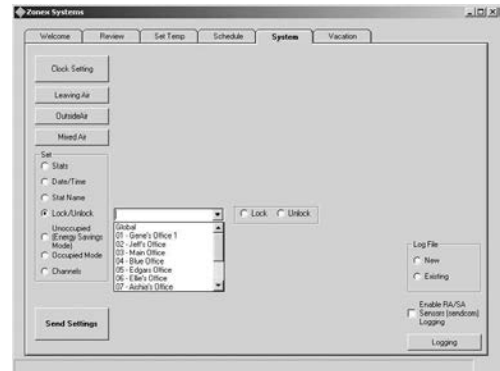 Zonex Systems
Welcome Review Set Temp Schedule System Vacation
Clock Setting
Leaving Air
OutsideAir
Mixed Air
Set
Stats
Date/Time
Stat Name
Lock/Unlock
Lock Unlock
Unoccupied
(Energy Savings
Mode)
Occupied Mode
Channels
Global
01 - Gene's Office 1
02 - Jeff's Office
03 - Main Office
04 - Blue Office
05 - Edgars Office
06 - Ellie's Office
07 - Aishia's Office
Log File
New
Existing
Enable RA/SA
Sensors (sendcom)
Logging
Send Settings
Logging